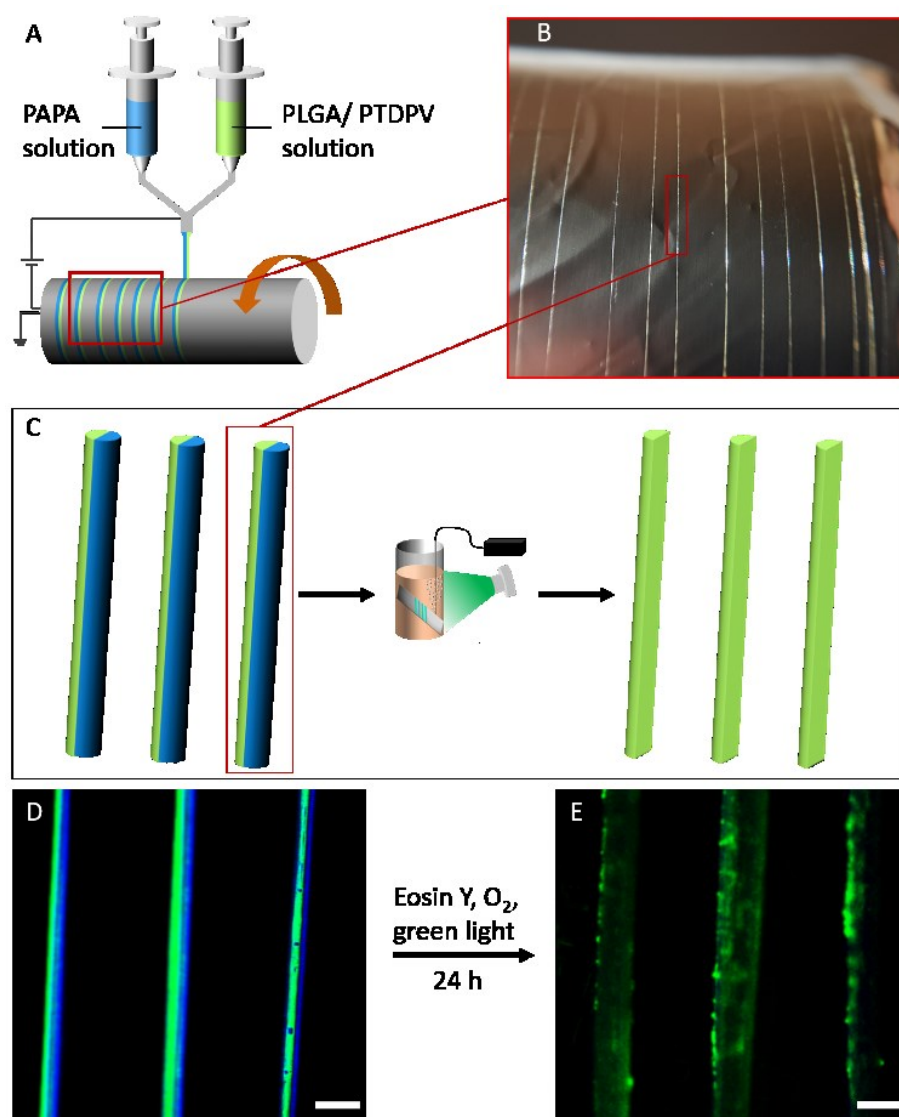 A
PAPA
solution
PLGA/ PTDPV
solution
B
C
D
Eosin Y, O₂,
green light
24 h
E